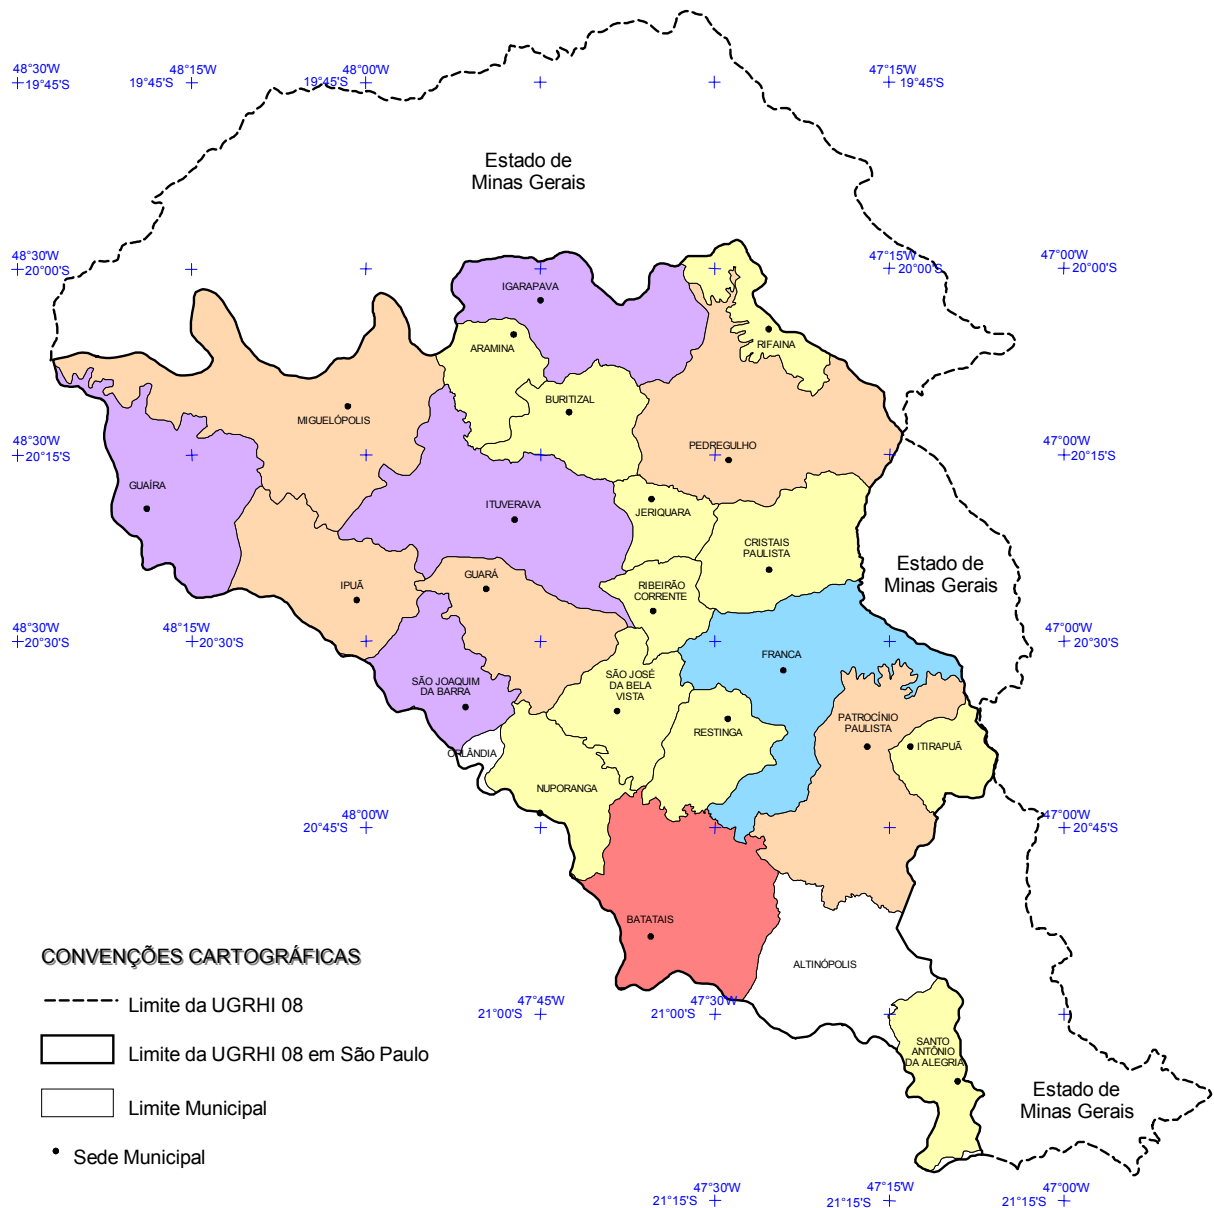 48°30'W
19°45'S
48°15'W
19°45'S
48°00'W
19°45'S
47°15'W
19°45'S
Estado de
Minas Gerais
48°30'W
20°00'S
47°15'W
20°00'S
47°00'W
20°00'S
IGARAPAVA
ARAMINA
RIFAINA
BURITIZAL
MIGUELÓPOLIS
PEDREGULHO
48°30'W
20°15'S
47°00'W
20°15'S
GUAÍRA
ITUVERAVA
JERIQUARA
CRISTAIS
PAULISTA
Estado de
Minas Gerais
IPUÃ
GUARÁ
RIBEIRÃO
CORRENTE
48°30'W
20°30'S
48°15'W
20°30'S
47°00'W
20°30'S
FRANCA
SÃO JOAQUIM
DA BARRA
SÃO JOSÉ
DA BELA
VISTA
PATROCÍNIO
PAULISTA
RESTINGA
ITIRAPUÃ
ORLÂNDIA
NUPORANGA
48°00'W
20°45'S
47°00'W
20°45'S
BATATAIS
ALTINÓPOLIS
CONVENÇÕES CARTOGRÁFICAS
Limite da UGRHI 08
Limite da UGRHI 08 em São Paulo
Limite Municipal
Sede Municipal
47°45'W
21°00'S
47°30'W
21°00'S
SANTO
ANTÔNIO
DA ALEGRIA
Estado de
Minas Gerais
47°30'W
21°15'S
47°15'W
21°15'S
47°00'W
21°15'S